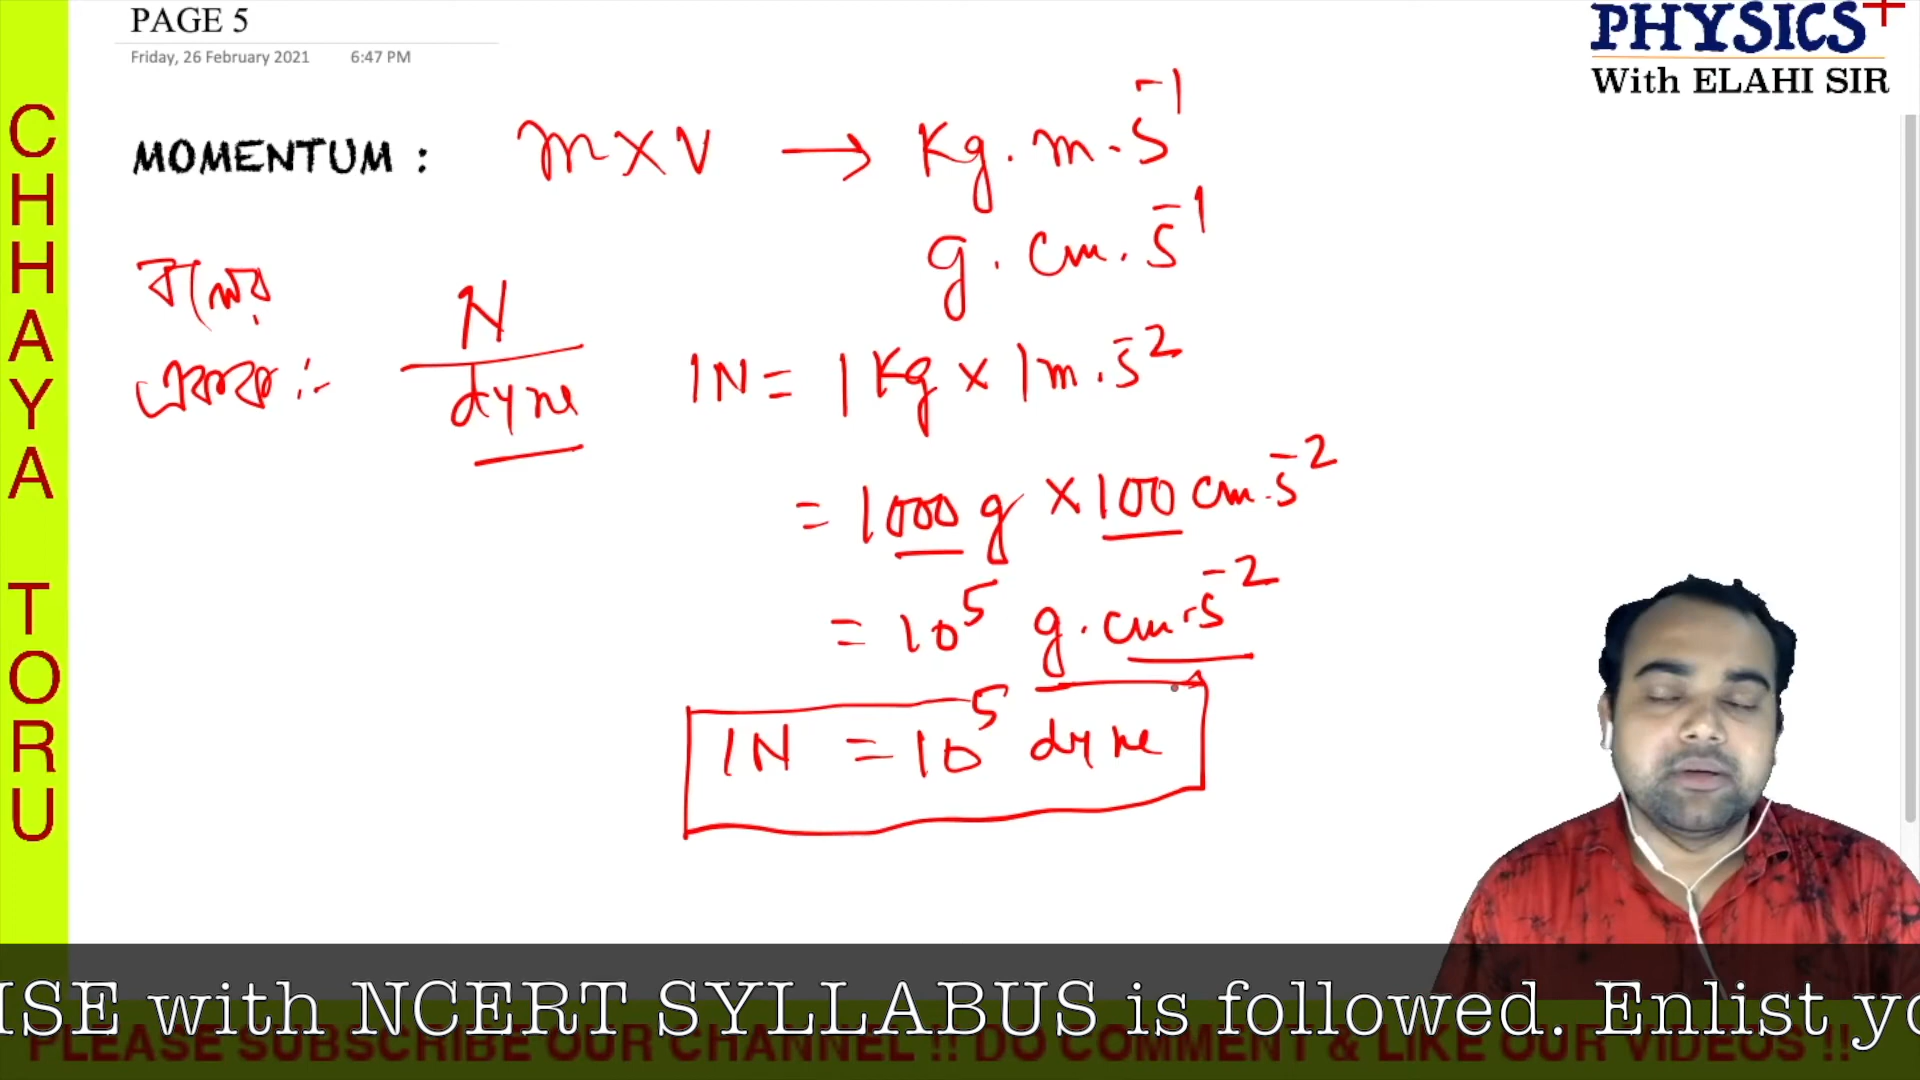 PAGE 5
Friday, 26 February 2021 6:47 PM
PHYSICS+
With ELAHI SIR
CHHAYA TORU
MOMENTUM : m × v → Kg. m. s⁻¹
g. cm. s⁻¹
বলের
একক :-
N
dyne
1N = 1 Kg × 1m. s⁻²
= 1000 g × 100 cm. s⁻²
= 10⁵ g. cm. s⁻²
1N = 10⁵ dyne
ISE with NCERT SYLLABUS is followed. Enlist yo
PLEASE SUBSCRIBE OUR CHANNEL !! DO COMMENT & LIKE OUR VIDEOS !!